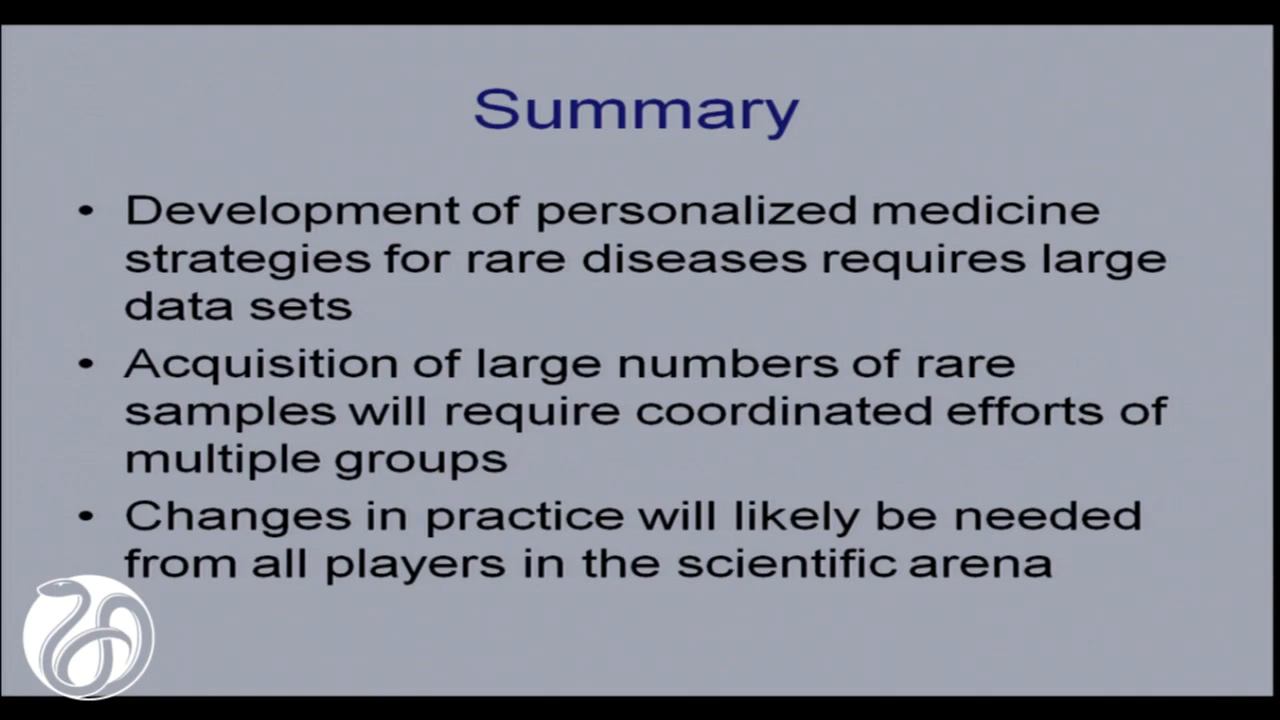 Summary
• Development of personalized medicine
strategies for rare diseases requires large
data sets
• Acquisition of large numbers of rare
samples will require coordinated efforts of
multiple groups
• Changes in practice will likely be needed
from all players in the scientific arena